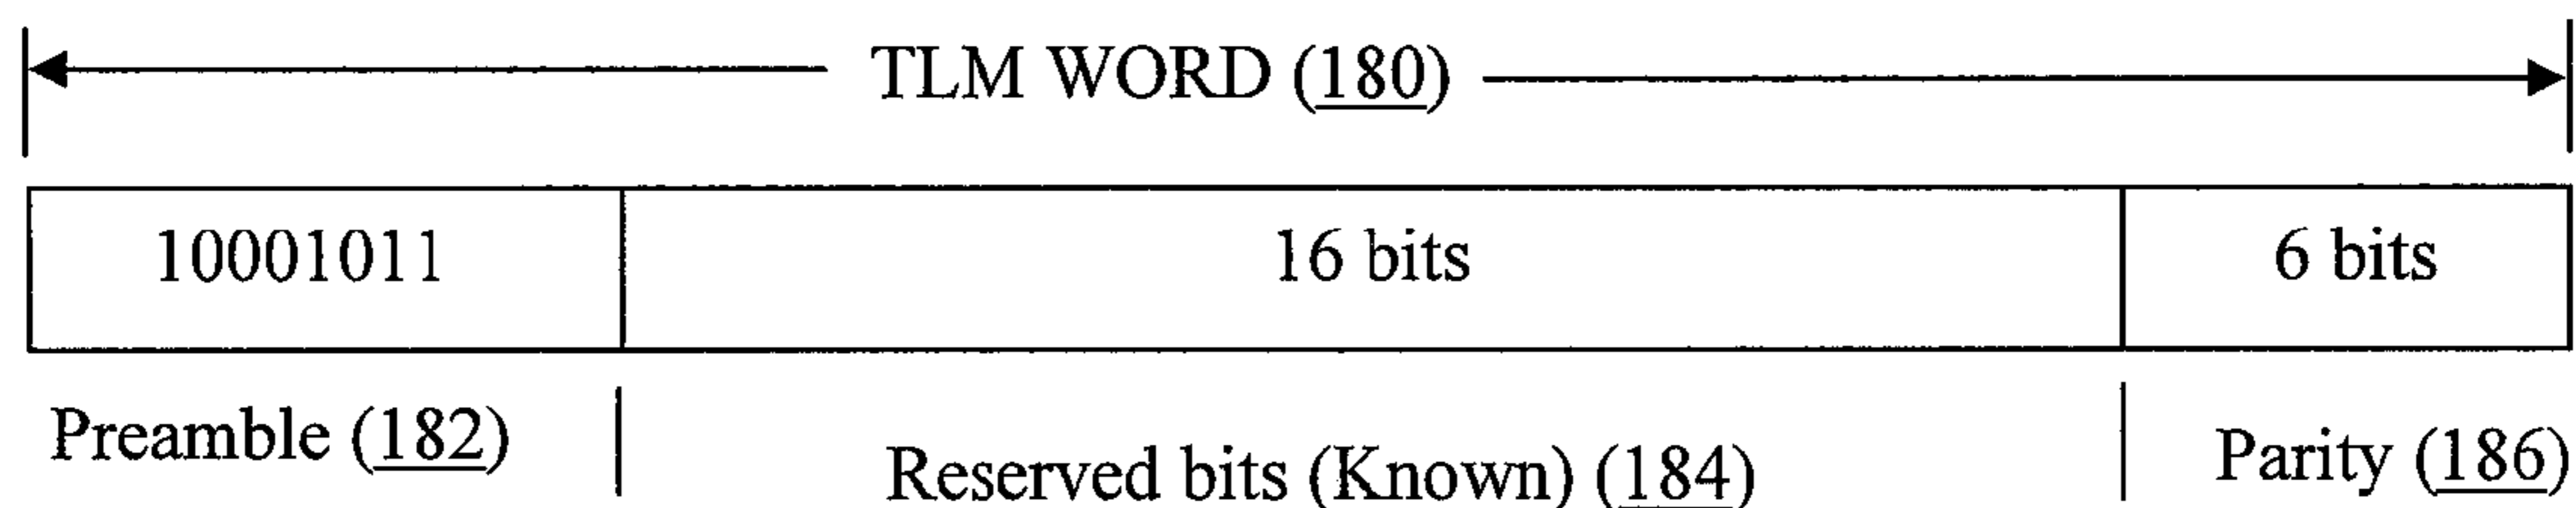 TLM WORD (180)
10001011 16 bits 6 bits
Preamble (182) Reserved bits (Known) (184) Parity (186)